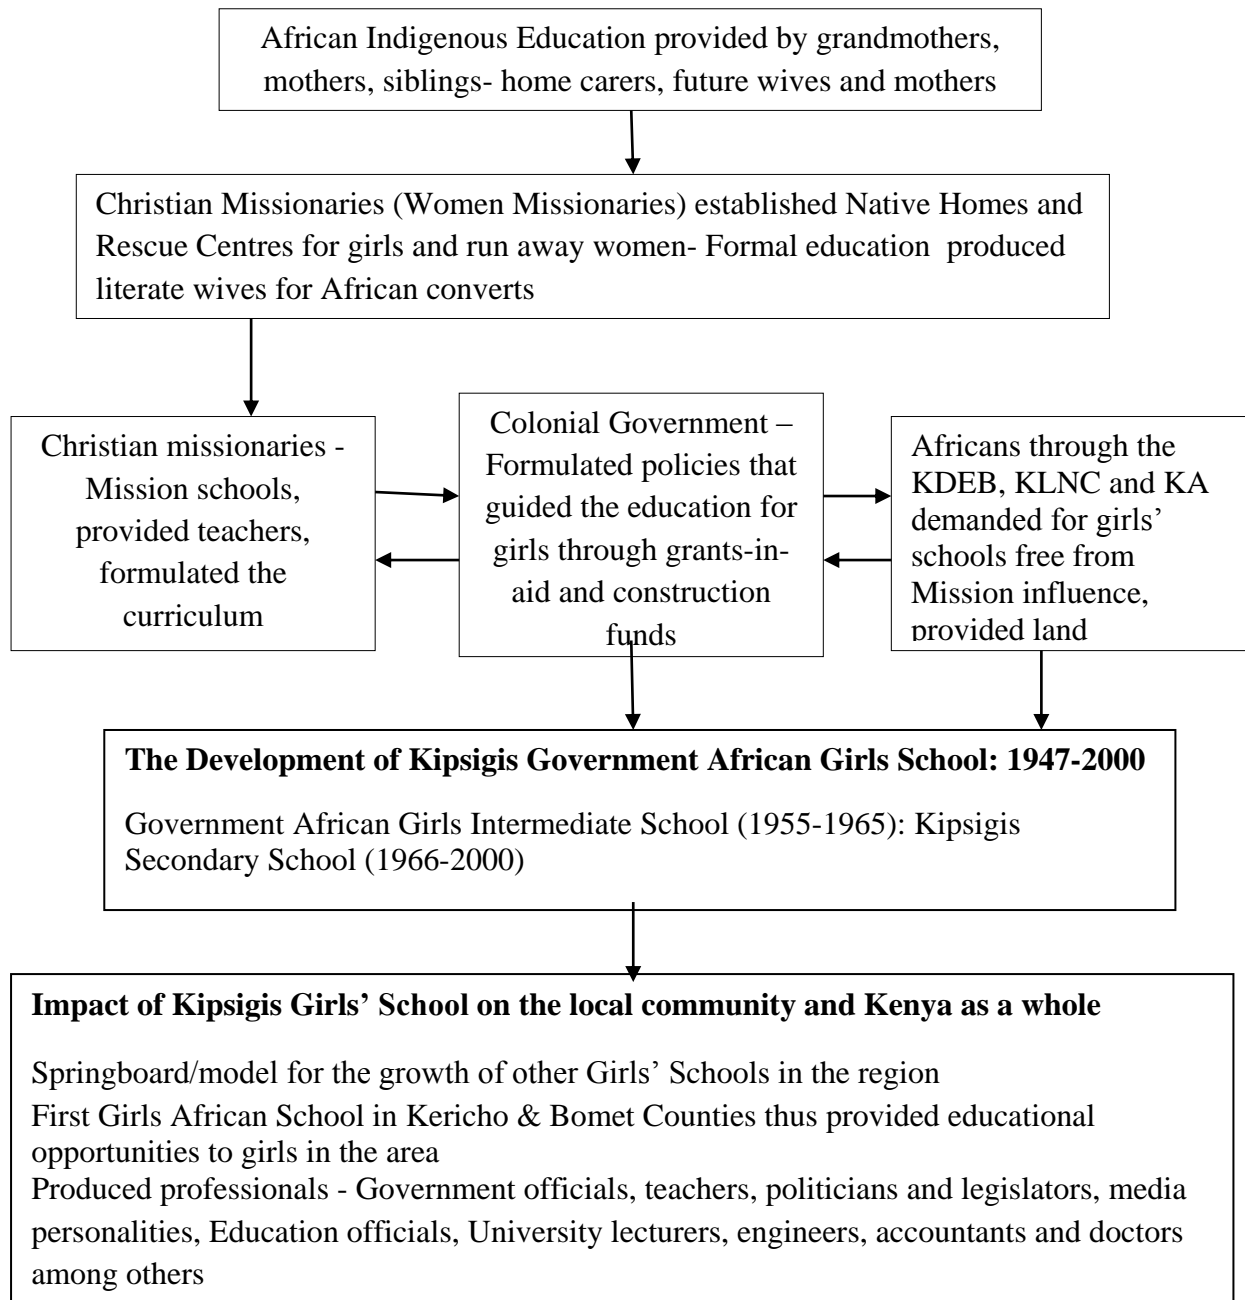 African Indigenous Education provided by grandmothers,
mothers, siblings- home carers, future wives and mothers
Christian Missionaries (Women Missionaries) established Native Homes and
Rescue Centres for girls and run away women- Formal education produced
literate wives for African converts
Christian missionaries -
Mission schools,
provided teachers,
formulated the
curriculum
Colonial Government –
Formulated policies that
guided the education for
girls through grants-in-
aid and construction
funds
Africans through the
KDEB, KLNC and KA
demanded for girls’
schools free from
Mission influence,
provided land
The Development of Kipsigis Government African Girls School: 1947-2000
Government African Girls Intermediate School (1955-1965): Kipsigis
Secondary School (1966-2000)
Impact of Kipsigis Girls’ School on the local community and Kenya as a whole
Springboard/model for the growth of other Girls’ Schools in the region
First Girls African School in Kericho & Bomet Counties thus provided educational
opportunities to girls in the area
Produced professionals - Government officials, teachers, politicians and legislators, media
personalities, Education officials, University lecturers, engineers, accountants and doctors
among others